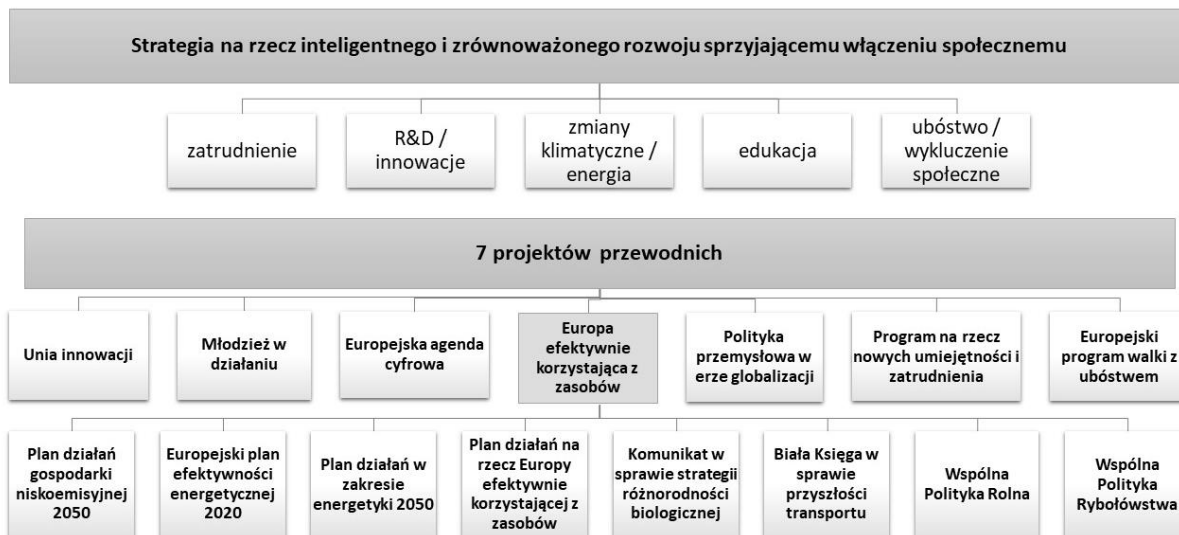 Strategia na rzecz inteligentnego i zrównoważonego rozwoju sprzyjającemu włączeniu społecznemu
zatrudnienie
R&D /
innowacje
zmiany
klimatyczne /
energia
edukacja
ubóstwo /
wykluczenie
społeczne
7 projektów przewodnich
Unia innowacji
Młodzież w
działaniu
Europejska agenda
cyfrowa
Europa
efektywnie
korzystająca z
zasobów
Polityka
przemysłowa w
erze globalizacji
Program na rzecz
nowych umiejętności i
zatrudnienia
Europejski
program walki z
ubóstwem
Plan działań
gospodarki
niskoemisyjnej
2050
Europejski plan
efektywności
energetycznej
2020
Plan działań w
zakresie
energetyki 2050
Plan działań na
rzecz Europy
efektywnie
korzystającej z
zasobów
Komunikat w
sprawie strategii
różnorodności
biologicznej
Biała Księga w
sprawie
przyszłości
transportu
Wspólna
Polityka Rolna
Wspólna
Polityka
Rybołówstwa